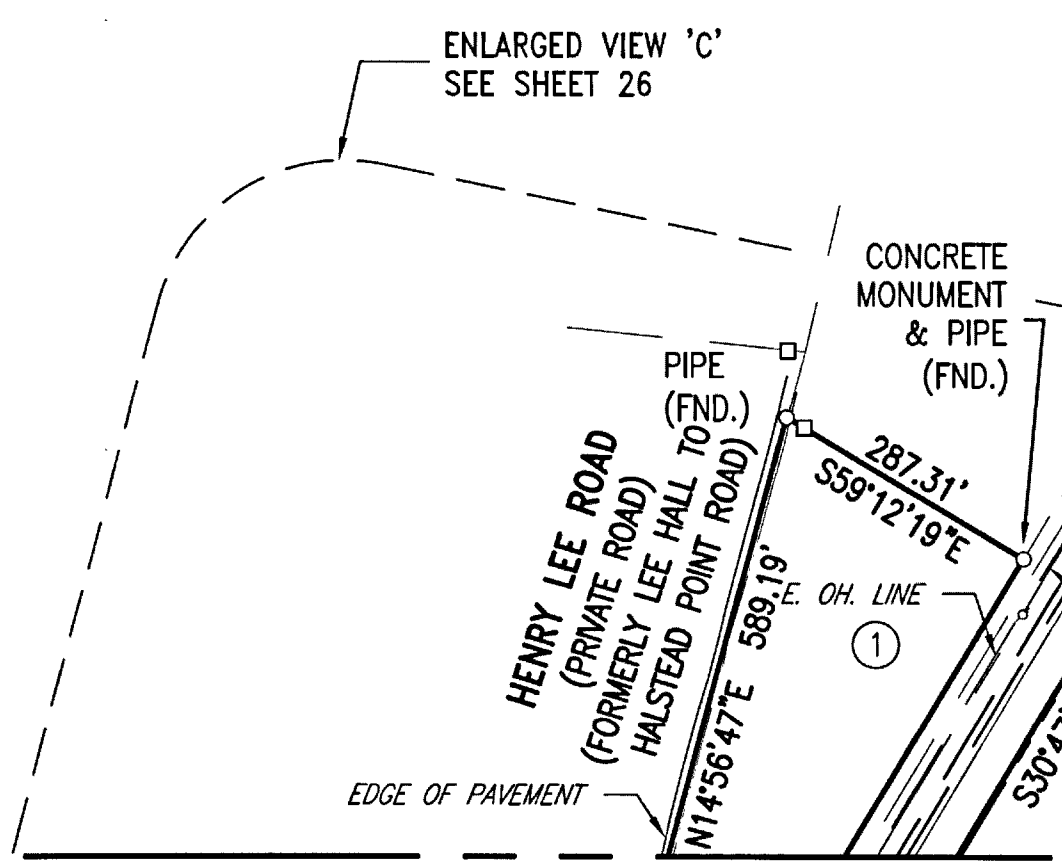 ENLARGED VIEW 'C'
SEE SHEET 26
CONCRETE
MONUMENT
& PIPE
(FND.)
PIPE
(FND.)
HENRY LEE ROAD
(PRIVATE ROAD)
(FORMERLY LEE HALL TO
HALSTEAD POINT ROAD)
287.31'
S59°12'19"E
N14°56'47"E 589.19'
E. OH. LINE
1
EDGE OF PAVEMENT